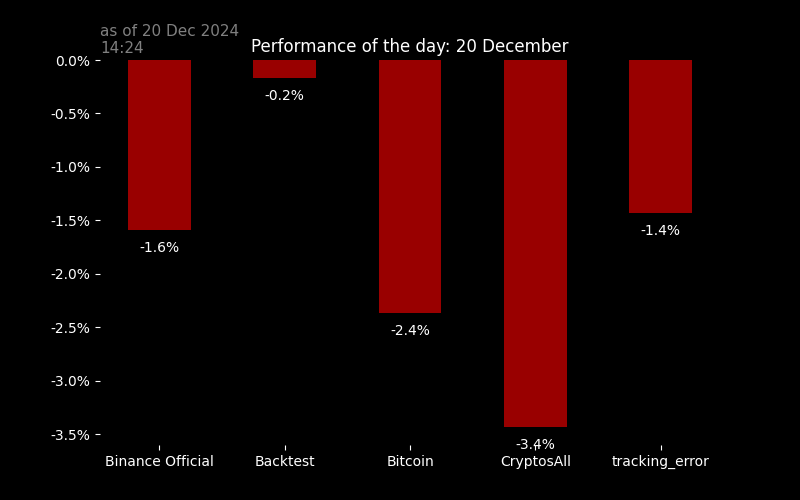 as of 20 Dec 2024
14:24
Performance of the day: 20 December
0.0%
-0.5%
-1.0%
-1.5%
-2.0%
-2.5%
-3.0%
-3.5%
-1.6%
-0.2%
-2.4%
-3.4%
-1.4%
Binance Official
Backtest
Bitcoin
CryptosAll
tracking_error